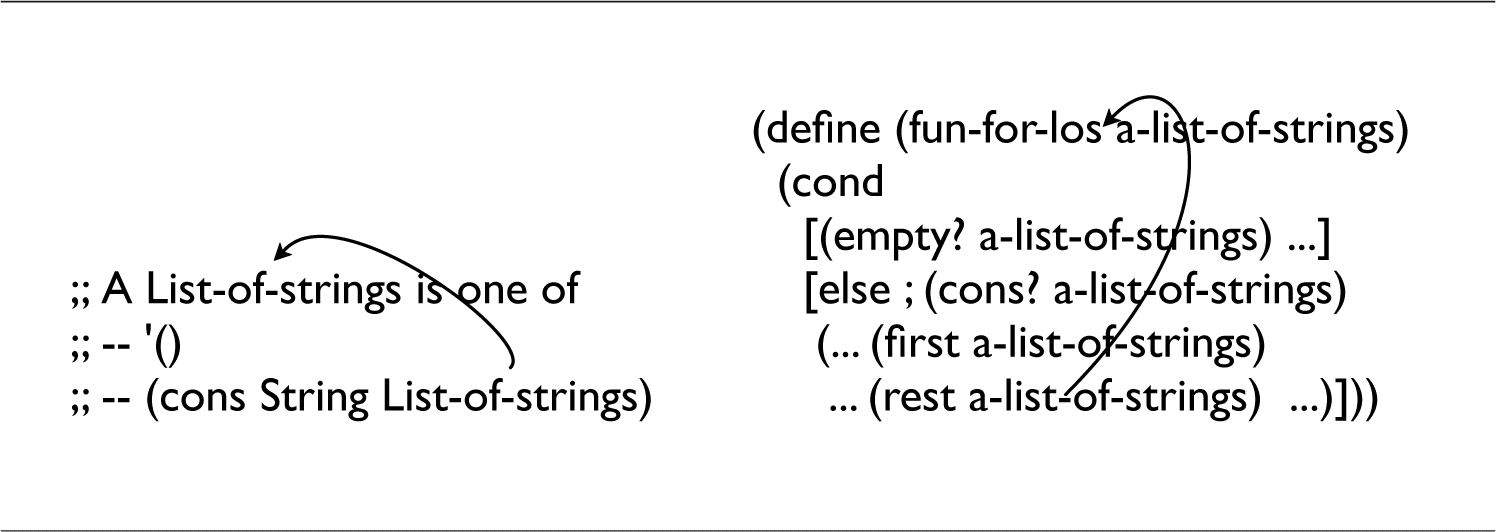 ;; A List-of-strings is one of
;; -- '()
;; -- (cons String List-of-strings)
(define (fun-for-los a-list-of-strings)
(cond
[(empty? a-list-of-strings) ...]
[else ; (cons? a-list-of-strings)
(... (first a-list-of-strings)
... (rest a-list-of-strings) ...)]))